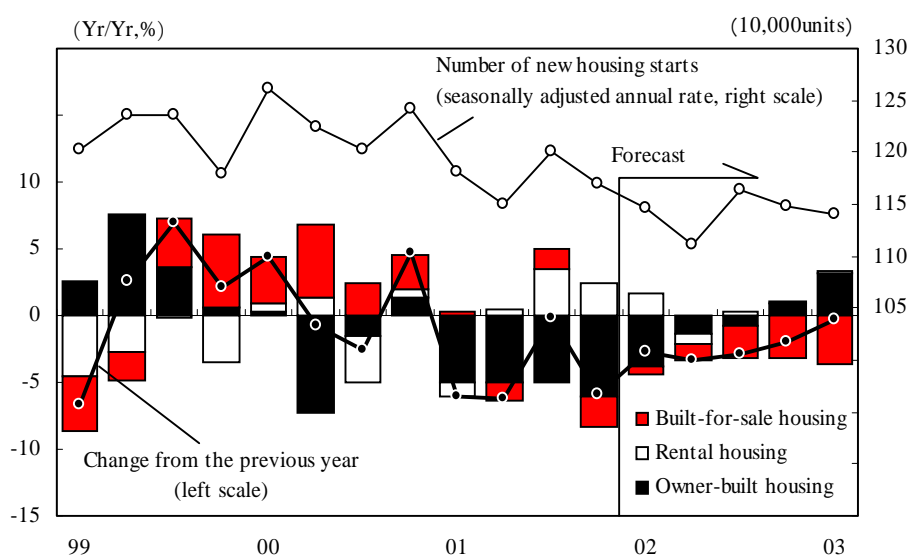 (Yr/Yr,%)
(10,000units)
130
Number of new housing starts
(seasonally adjusted annual rate, right scale)
125
120
Forecast
10
115
5
110
0
105
-5
Built-for-sale housing
-10
Rental housing
Change from the previous year
(left scale)
Owner-built housing
-15
99
00
01
02
03